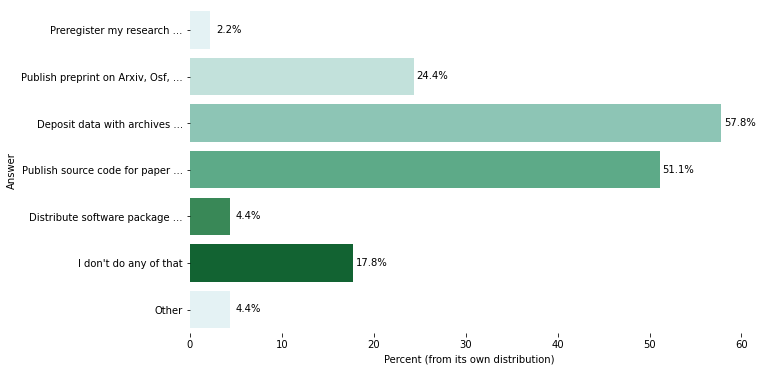 Preregister my research ...
2.2%
Publish preprint on Arxiv, Osf, ...
24.4%
Deposit data with archives ...
57.8%
Publish source code for paper ...
51.1%
Distribute software package ...
4.4%
I don't do any of that
17.8%
Other
4.4%
Answer
0 10 20 30 40 50 60
Percent (from its own distribution)